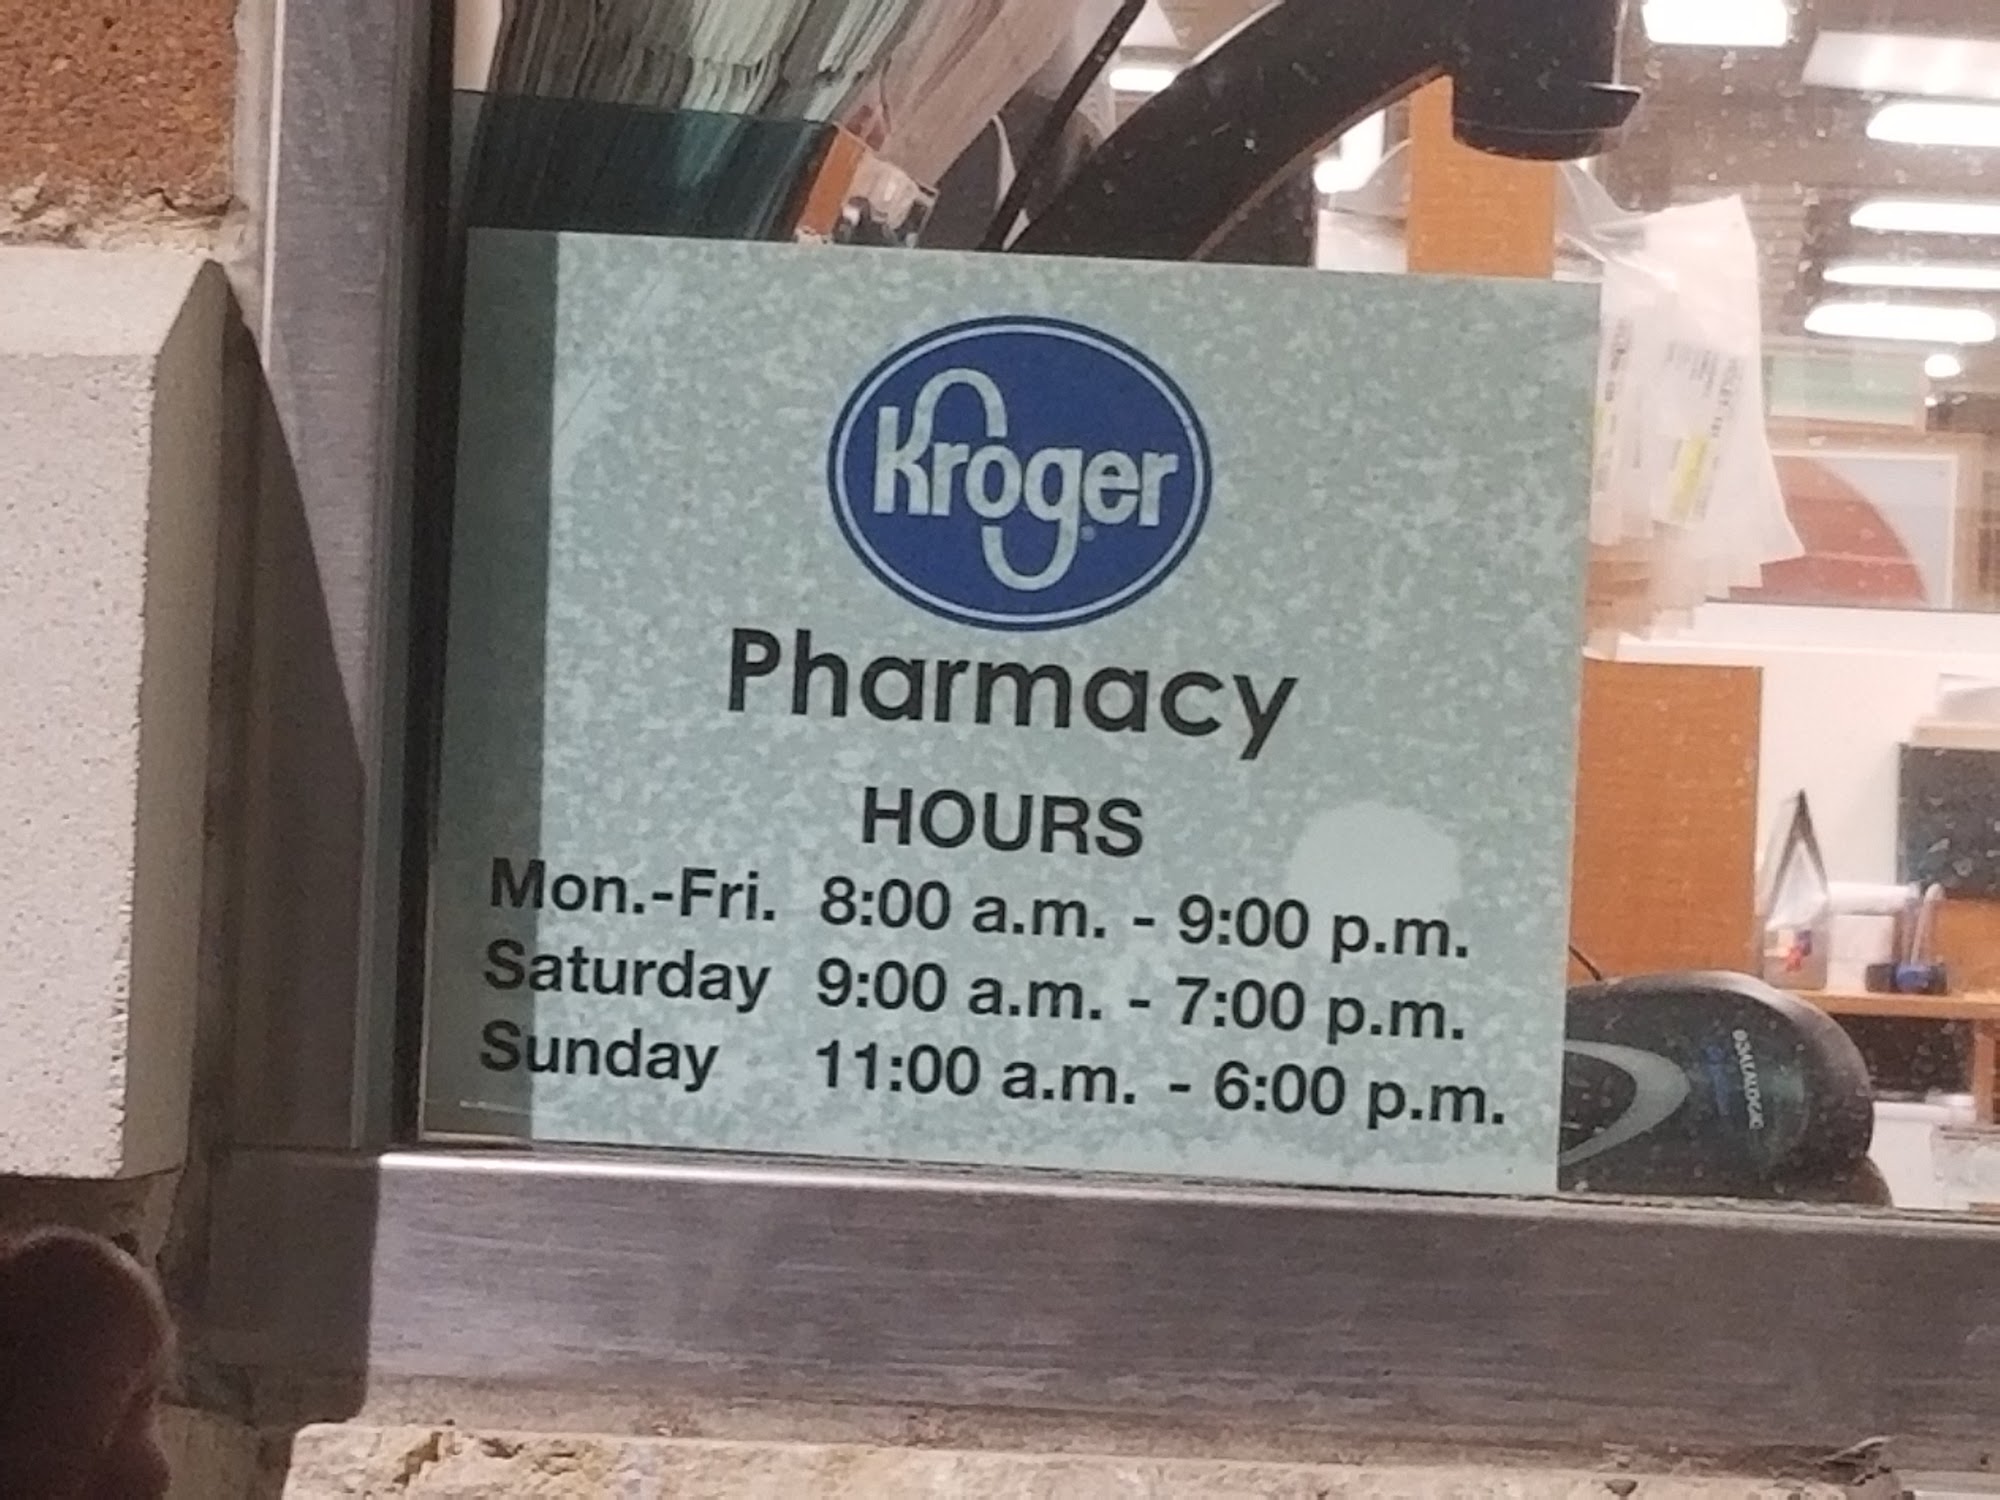 Kroger
Pharmacy
HOURS
Mon.-Fri. 8:00 a.m. - 9:00 p.m.
Saturday 9:00 a.m. - 7:00 p.m.
Sunday 11:00 a.m. - 6:00 p.m.